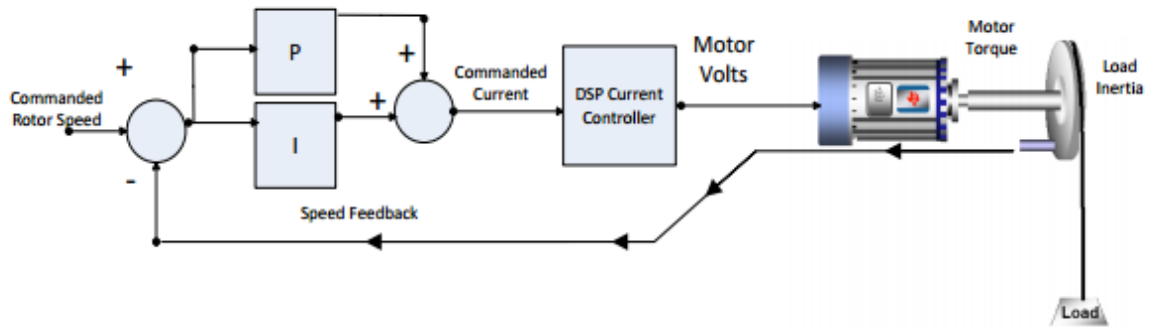 Commanded
Rotor Speed
+
-
P
I
+
+
Commanded
Current
DSP Current
Controller
Motor
Volts
Motor
Torque
Load
Inertia
Speed Feedback
Load